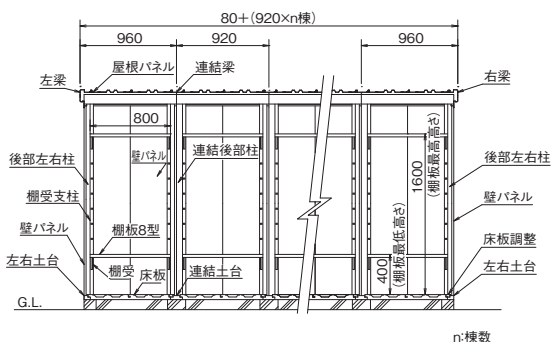 80+(920×n棟)
960
920
960
屋根パネル
連結梁
左梁
右梁
800
壁パネル
連結後部柱
後部左右柱
棚受支柱
壁パネル
棚板8型
左右土台
棚受
床板
連結土台
1600
(棚板最高高さ)
400
(棚板最低高さ)
後部左右柱
壁パネル
床板調整
左右土台
G.L.
n:棟数